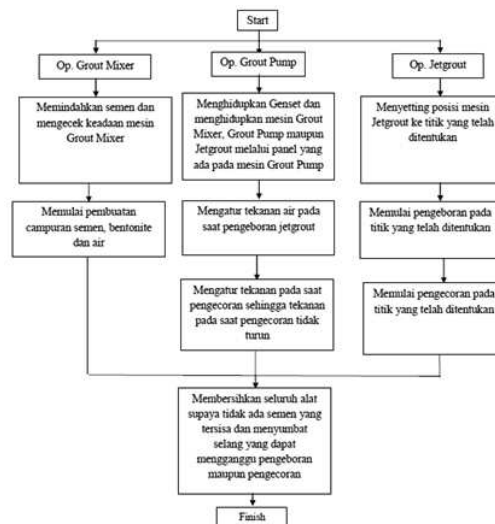 Start
Op. Grout Mixer
Op. Grout Pump
Op. Jetgrout
Memindahkan semen dan
mengecek keadaan mesin
Grout Mixer
Menghidupkan Genset dan
menghidupkan mesin Grout
Mixer, Grout Pump maupun
Jetgrout melalui panel yang
ada pada mesin Grout Pump
Menyetting posisi mesin
Jetgrout ke titik yang telah
ditentukan
Memulai pembuatan
campuran semen, bentonite
dan air
Mengatur tekanan air pada
saat pengeboran jetgrout
Memulai pengeboran pada
titik yang telah ditentukan
Mengatur tekanan pada saat
pengecoran sehingga tekanan
pada saat pengecoran tidak
turun
Memulai pengecoran pada
titik yang telah ditentukan
Membersihkan seluruh alat
supaya tidak ada semen yang
tersisa dan menyumbat
selang yang dapat
mengganggu pengeboran
maupun pengecoran
Finish